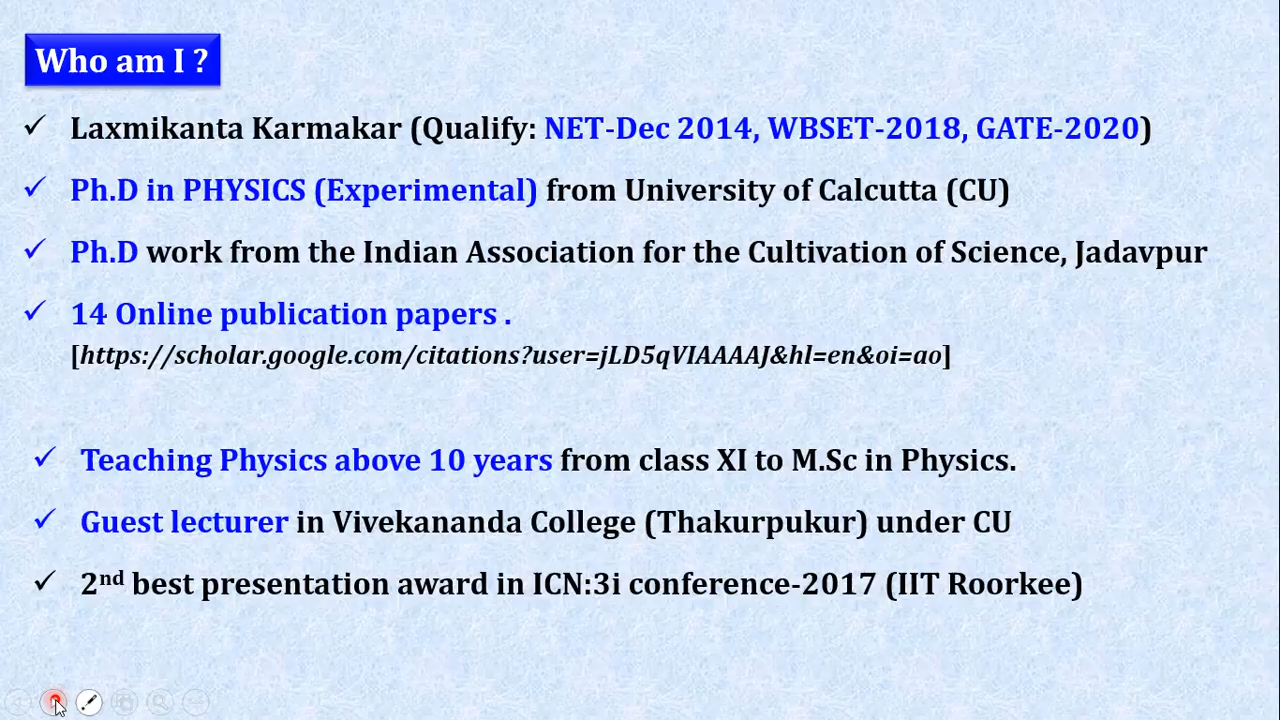 Who am I ?
✓ Laxmikanta Karmakar (Qualify: NET-Dec 2014, WBSET-2018, GATE-2020)
✓ Ph.D in PHYSICS (Experimental) from University of Calcutta (CU)
✓ Ph.D work from the Indian Association for the Cultivation of Science, Jadavpur
✓ 14 Online publication papers .
[https://scholar.google.com/citations?user=jLD5qVIAAAAJ&hl=en&oi=ao]
✓ Teaching Physics above 10 years from class XI to M.Sc in Physics.
✓ Guest lecturer in Vivekananda College (Thakurpukur) under CU
✓ 2nd best presentation award in ICN:3i conference-2017 (IIT Roorkee)